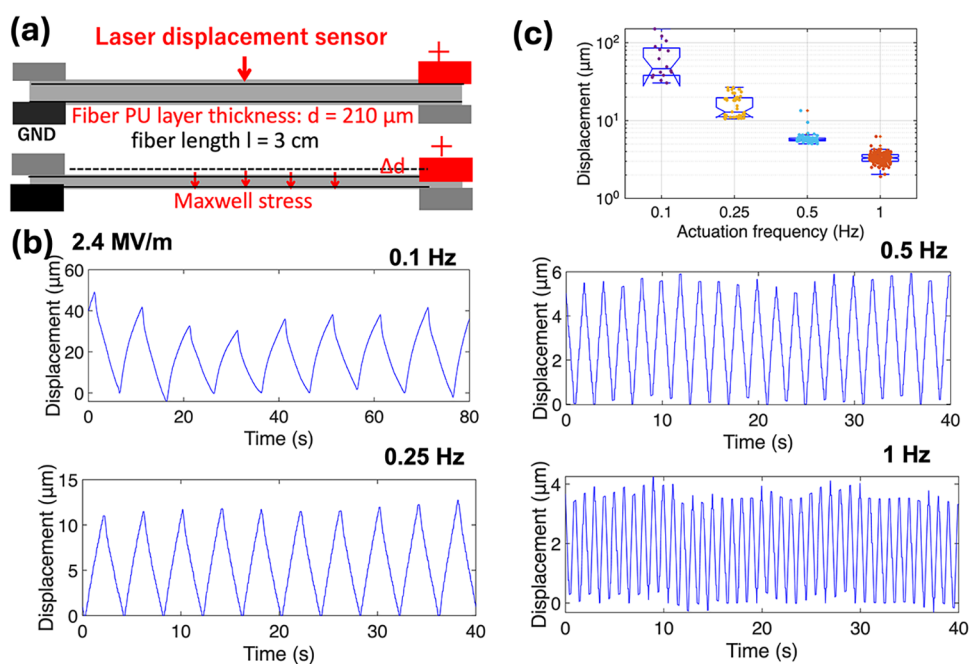 (a)
Laser displacement sensor
+
GND
Fiber PU layer thickness: d = 210 µm
fiber length l = 3 cm
+
Δd
Maxwell stress
(c)
Displacement (µm)
10²
10¹
10⁰
0.1
0.25
0.5
1
Actuation frequency (Hz)
(b)
2.4 MV/m
0.1 Hz
Displacement (µm)
60
40
20
0
0
20
40
60
80
Time (s)
0.5 Hz
Displacement (µm)
6
4
2
0
0
10
20
30
40
Time (s)
0.25 Hz
Displacement (µm)
15
10
5
0
0
10
20
30
40
Time (s)
1 Hz
Displacement (µm)
4
2
0
0
10
20
30
40
Time (s)